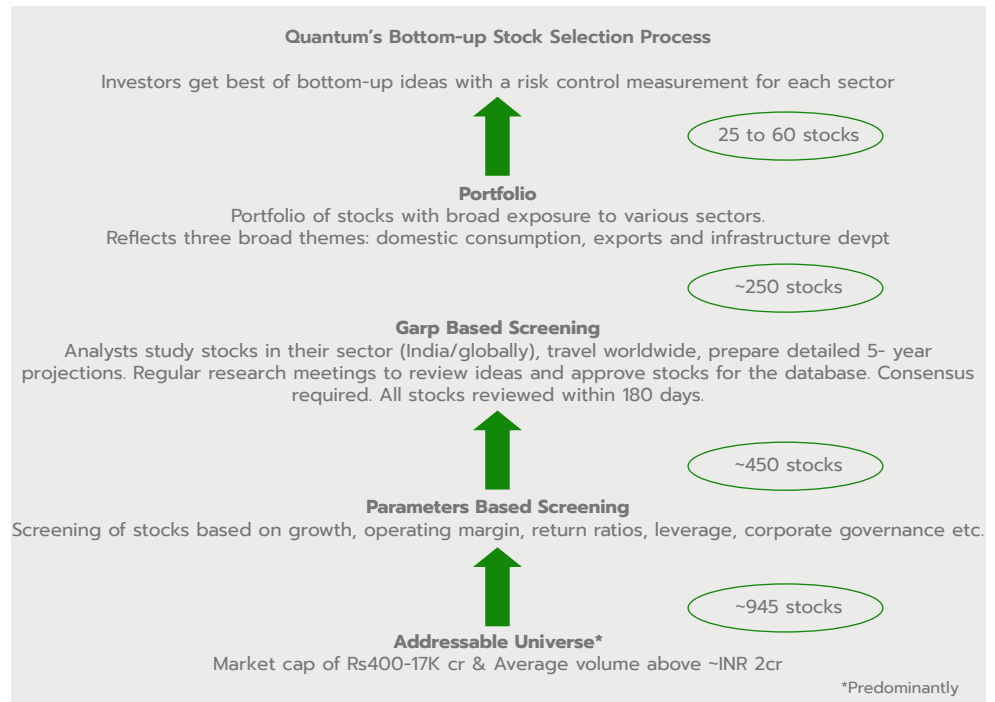 Quantum's Bottom-up Stock Selection Process
Investors get best of bottom-up ideas with a risk control measurement for each sector
25 to 60 stocks
Portfolio
Portfolio of stocks with broad exposure to various sectors.
Reflects three broad themes: domestic consumption, exports and infrastructure devpt
~250 stocks
Garp Based Screening
Analysts study stocks in their sector (India/globally), travel worldwide, prepare detailed 5- year
projections. Regular research meetings to review ideas and approve stocks for the database. Consensus
required. All stocks reviewed within 180 days.
~450 stocks
Parameters Based Screening
Screening of stocks based on growth, operating margin, return ratios, leverage, corporate governance etc.
~945 stocks
Addressable Universe*
Market cap of Rs400-17K cr & Average volume above ~INR 2cr
*Predominantly